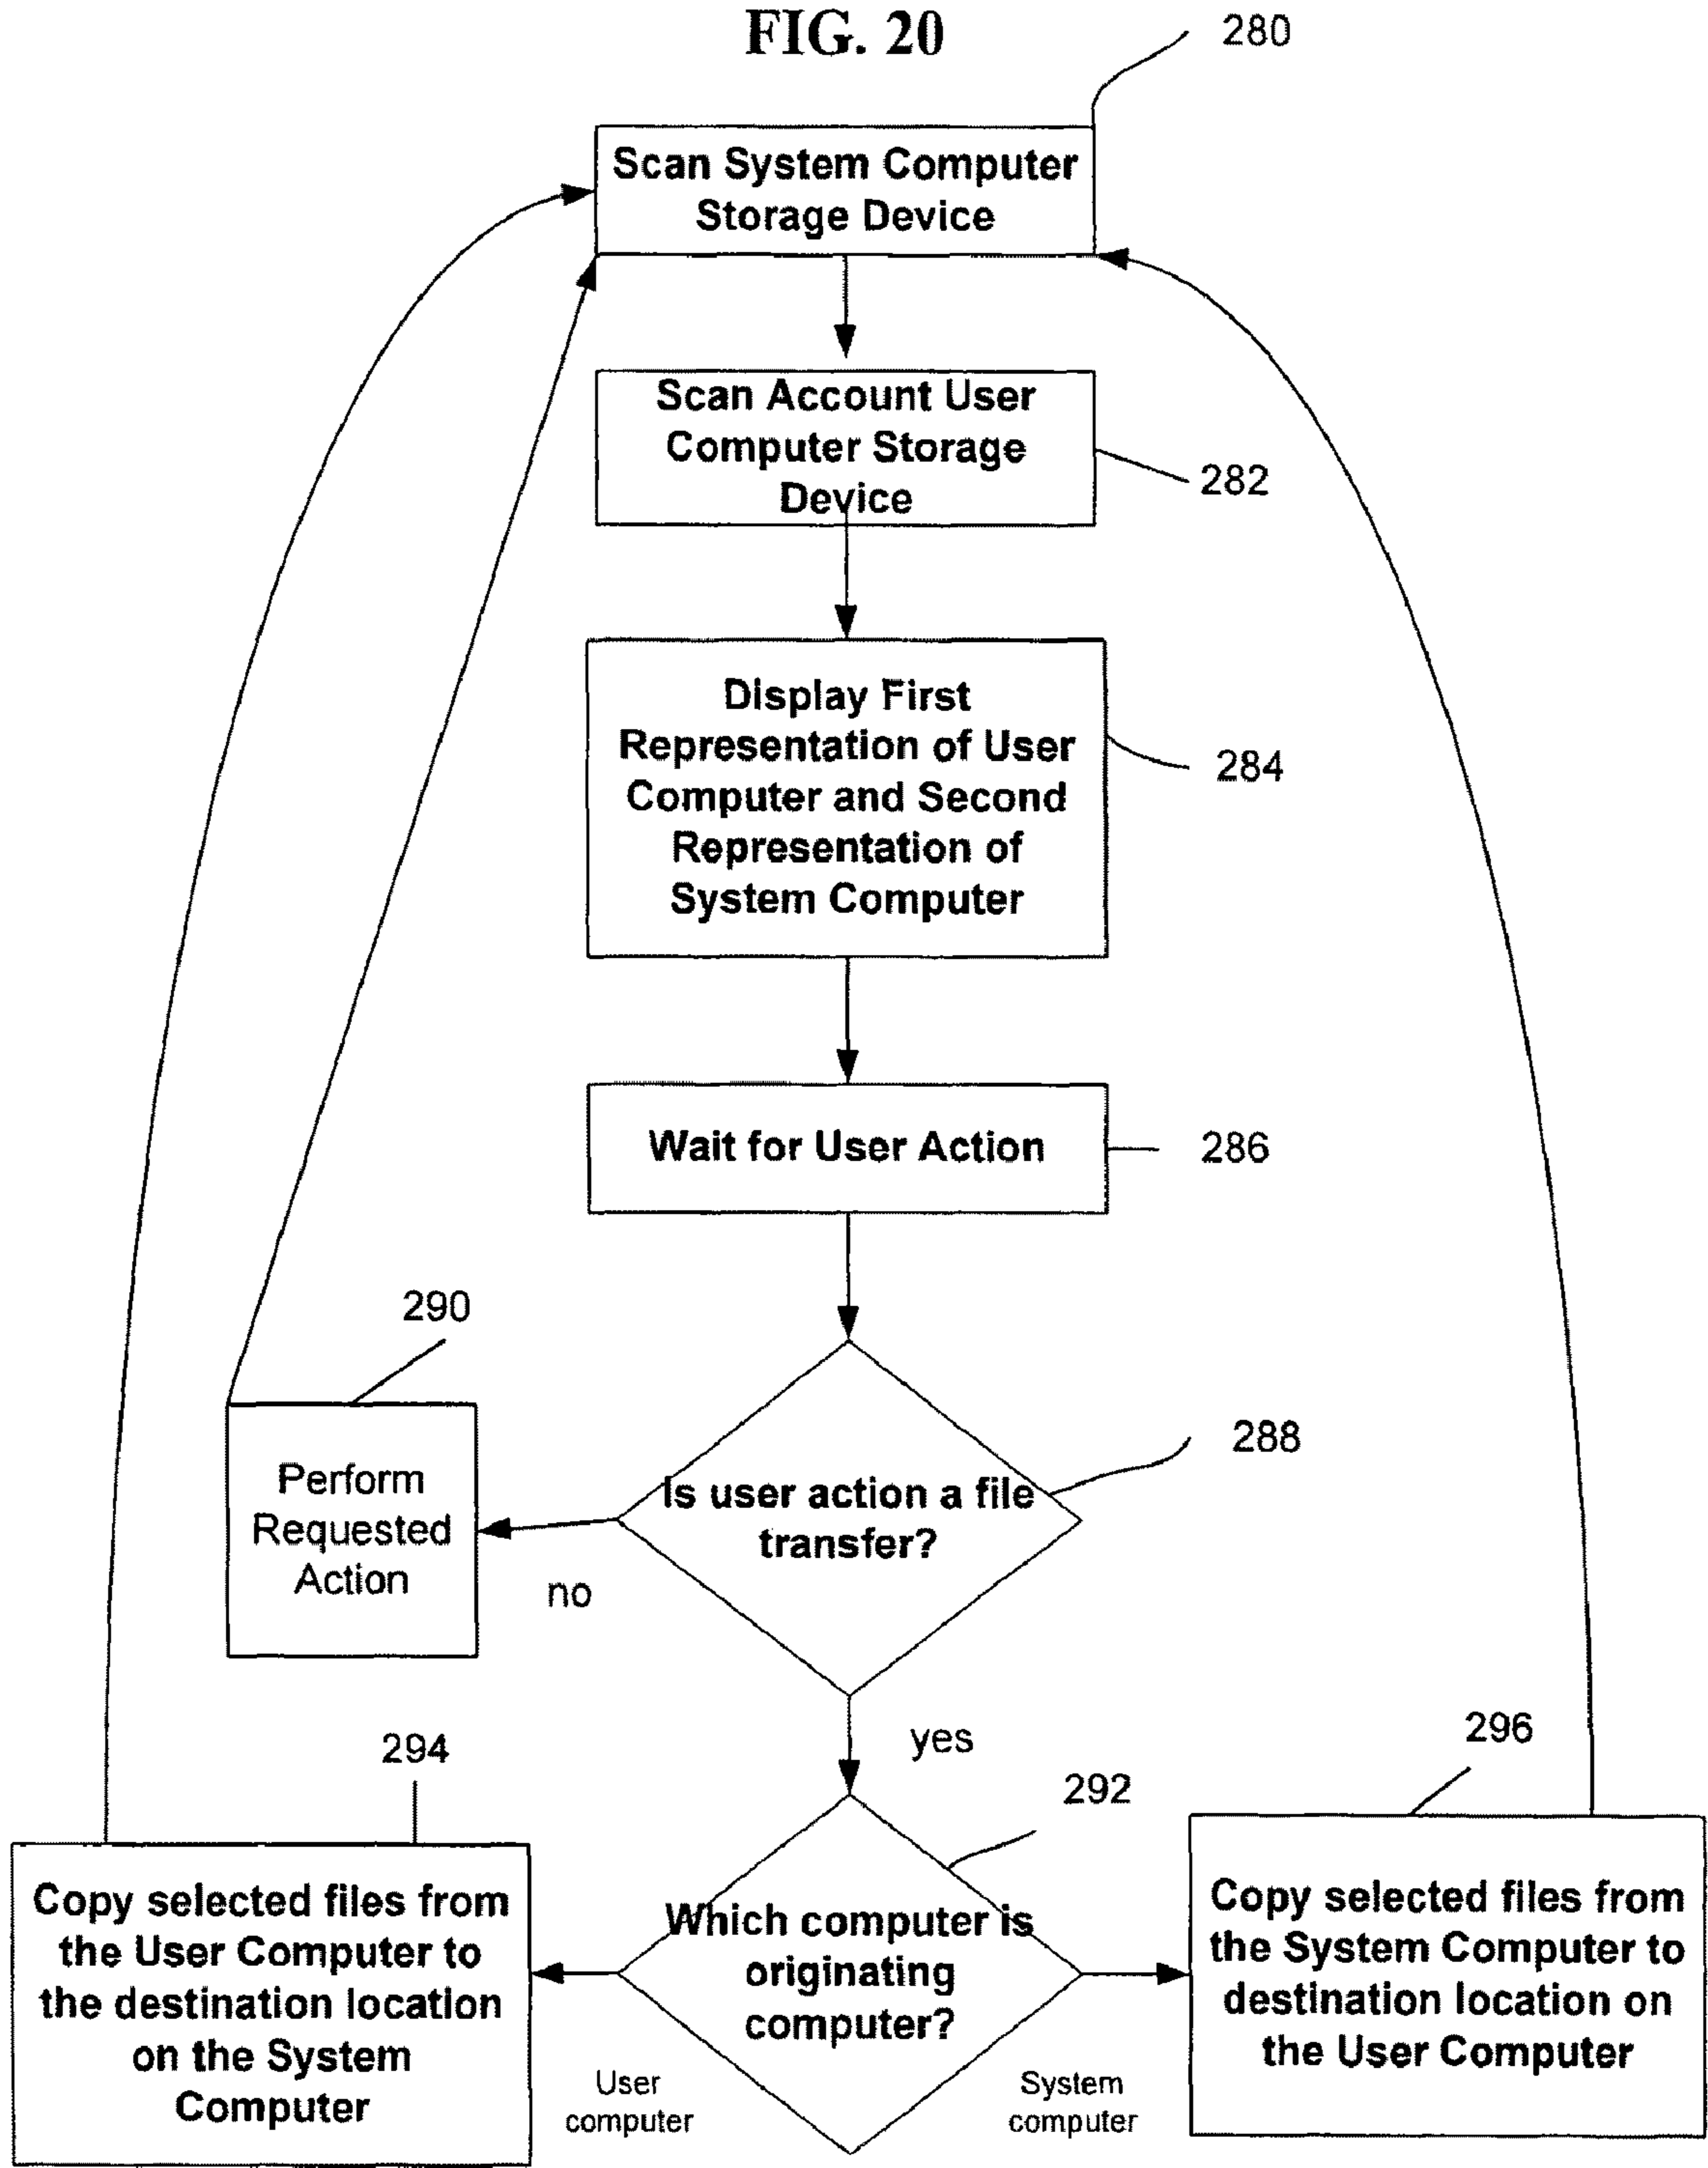 FIG. 20
280
Scan System Computer
Storage Device
Scan Account User
Computer Storage
Device
282
Display First
Representation of User
Computer and Second
Representation of
System Computer
284
Wait for User Action
286
290
Perform
Requested
Action
Is user action a file
transfer?
288
no
yes
294
292
296
Copy selected files from
the User Computer to
the destination location
on the System
Computer
Which computer is
originating
computer?
User
computer
System
computer
Copy selected files from
the System Computer to
destination location on
the User Computer